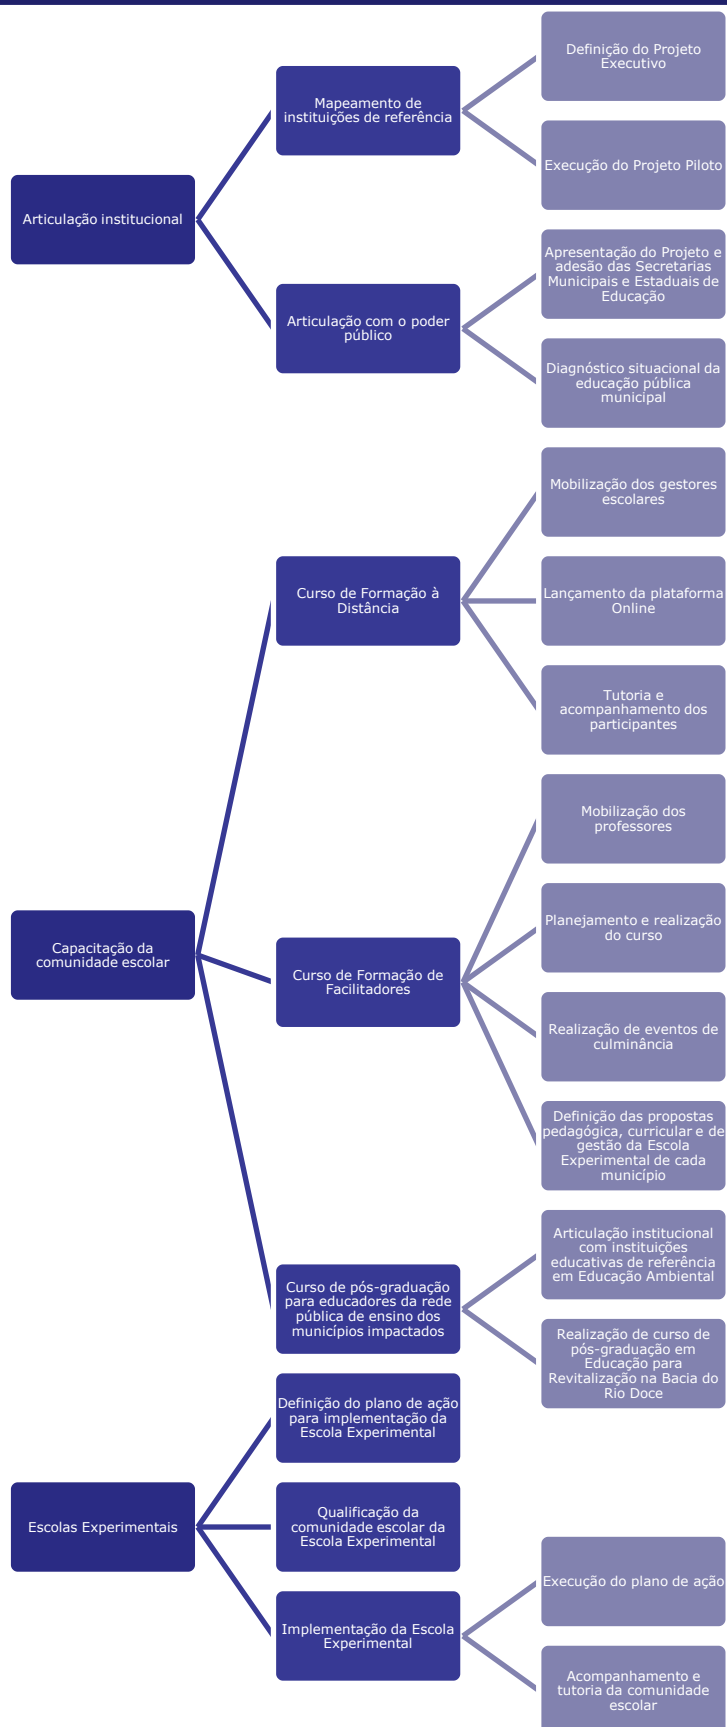 Articulação institucional
Mapeamento de
instituições de referência
Definição do Projeto
Executivo
Execução do Projeto Piloto
Articulação com o poder
público
Apresentação do Projeto e
adesão das Secretarias
Municipais e Estaduais de
Educação
Diagnóstico situacional da
educação pública
municipal
Capacitação da
comunidade escolar
Curso de Formação à
Distância
Mobilização dos gestores
escolares
Lançamento da plataforma
Online
Tutoria e
acompanhamento dos
participantes
Curso de Formação de
Facilitadores
Mobilização dos
professores
Planejamento e realização
do curso
Realização de eventos de
culminância
Definição das propostas
pedagógica, curricular e de
gestão da Escola
Experimental de cada
município
Curso de pós-graduação
para educadores da rede
pública de ensino dos
municípios impactados
Articulação institucional
com instituições
educativas de referência
em Educação Ambiental
Realização de curso de
pós-graduação em
Educação para
Revitalização na Bacia do
Rio Doce
Escolas Experimentais
Definição do plano de ação
para implementação da
Escola Experimental
Qualificação da
comunidade escolar da
Escola Experimental
Implementação da Escola
Experimental
Execução do plano de ação
Acompanhamento e
tutoria da comunidade
escolar